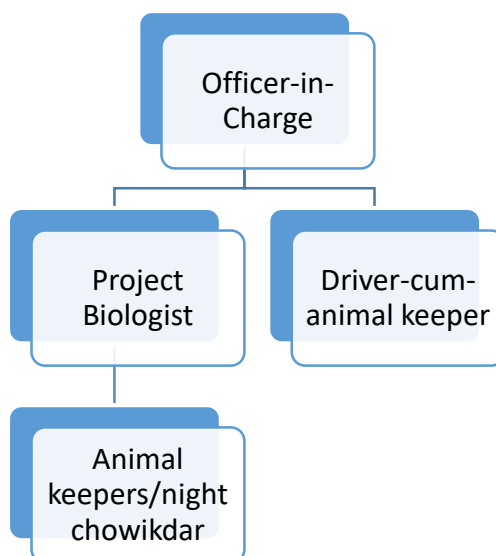 Officer-in-
Charge
Project
Biologist
Driver-cum-
animal keeper
Animal
keepers/night
chowikdar